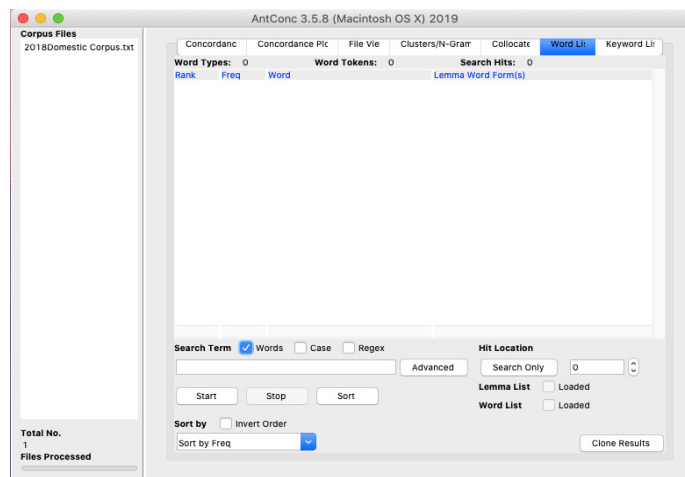 AntConc 3.5.8 (Macintosh OS X) 2019
Corpus Files
2018Domestic Corpus.txt
Concordanc Concordance Plc File Vie Clusters/N-Gram Collocate Word Li Keyword Li
Word Types: 0 Word Tokens: 0 Search Hits: 0
Rank Freq Word Lemma Word Form(s)
Search Term Words Case Regex Hit Location
Advanced Search Only 0
Lemma List Loaded
Start Stop Sort
Word List Loaded
Sort by Invert Order
Sort by Freq
Clone Results
Total No.
1
Files Processed